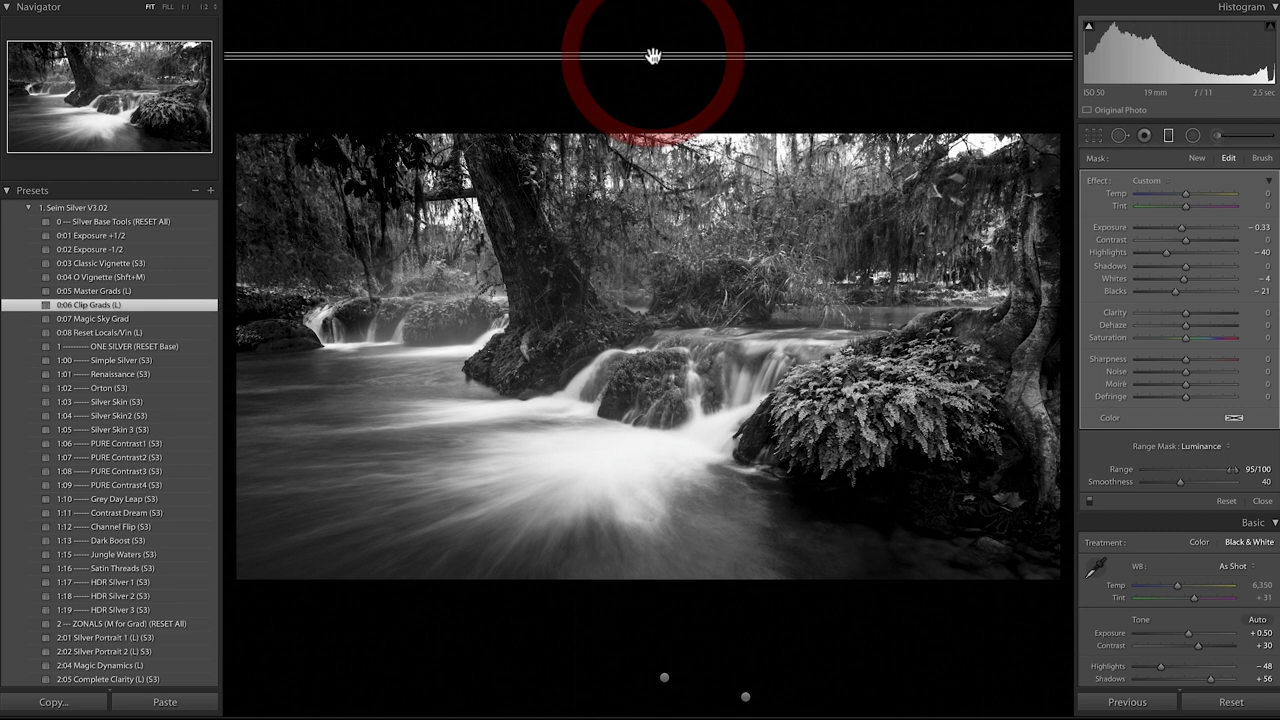 Navigator FIT FILL 1:1 1:2
Presets
1. Seim Silver V3.02
0 — Silver Base Tools (RESET All)
0:01 Exposure +1/2
0:02 Exposure -1/2
0:03 Classic Vignette (S3)
0:04 O Vignette (Shft+M)
0:05 Master Grads (L)
0:06 Clip Grads (L)
0:07 Magic Sky Grad
0:08 Reset Locals/Vin (L)
1 ——— ONE SILVER (RESET Base)
1:00 —— Simple Silver (S3)
1:01 —— Renaissance (S3)
1:02 —— Orton (S3)
1:03 —— Silver Skin (S3)
1:04 —— Silver Skin2 (S3)
1:05 —— Silver Skin 3 (S3)
1:06 —— PURE Contrast1 (S3)
1:07 —— PURE Contrast2 (S3)
1:08 —— PURE Contrast3 (S3)
1:09 —— PURE Contrast4 (S3)
1:10 —— Grey Day Leap (S3)
1:11 —— Contrast Dream (S3)
1:12 —— Channel Flip (S3)
1:13 —— Dark Boost (S3)
1:15 —— Jungle Waters (S3)
1:16 —— Satin Threads (S3)
1:17 —— HDR Silver 1 (S3)
1:18 —— HDR Silver 2 (S3)
1:19 —— HDR Silver 3 (S3)
2 — ZONALS (M for Grad) (RESET All)
2:01 Silver Portrait 1 (L) (S3)
2:02 Silver Portrait 2 (L) S3)
2:04 Magic Dynamics (L)
2:05 Complete Clarity (L) (S3)
Copy... Paste
Histogram
ISO 50 19 mm ƒ / 11 2.5 sec
Original Photo
Mask : New Edit Brush
Effect : Custom
Temp 0
Tint 0
Exposure – 0.33
Contrast 0
Highlights – 40
Shadows 0
Whites – 4
Blacks – 21
Clarity 0
Dehaze 0
Saturation 0
Sharpness 0
Noise 0
Moiré 0
Defringe 0
Color
Range Mask : Luminance
Range 95/100
Smoothness 40
Reset Close
Basic
Treatment : Color Black & White
WB : As Shot
Temp 6,350
Tint + 31
Tone Auto
Exposure + 0.50
Contrast + 30
Highlights – 48
Shadows + 56
Previous Reset